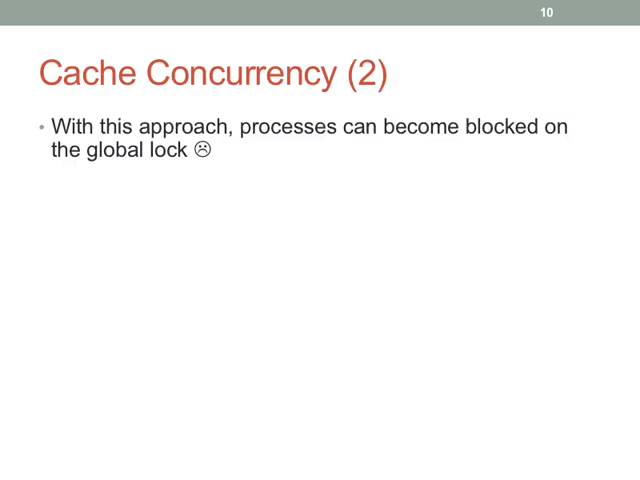 10
Cache Concurrency (2)
• With this approach, processes can become blocked on
the global lock ☹